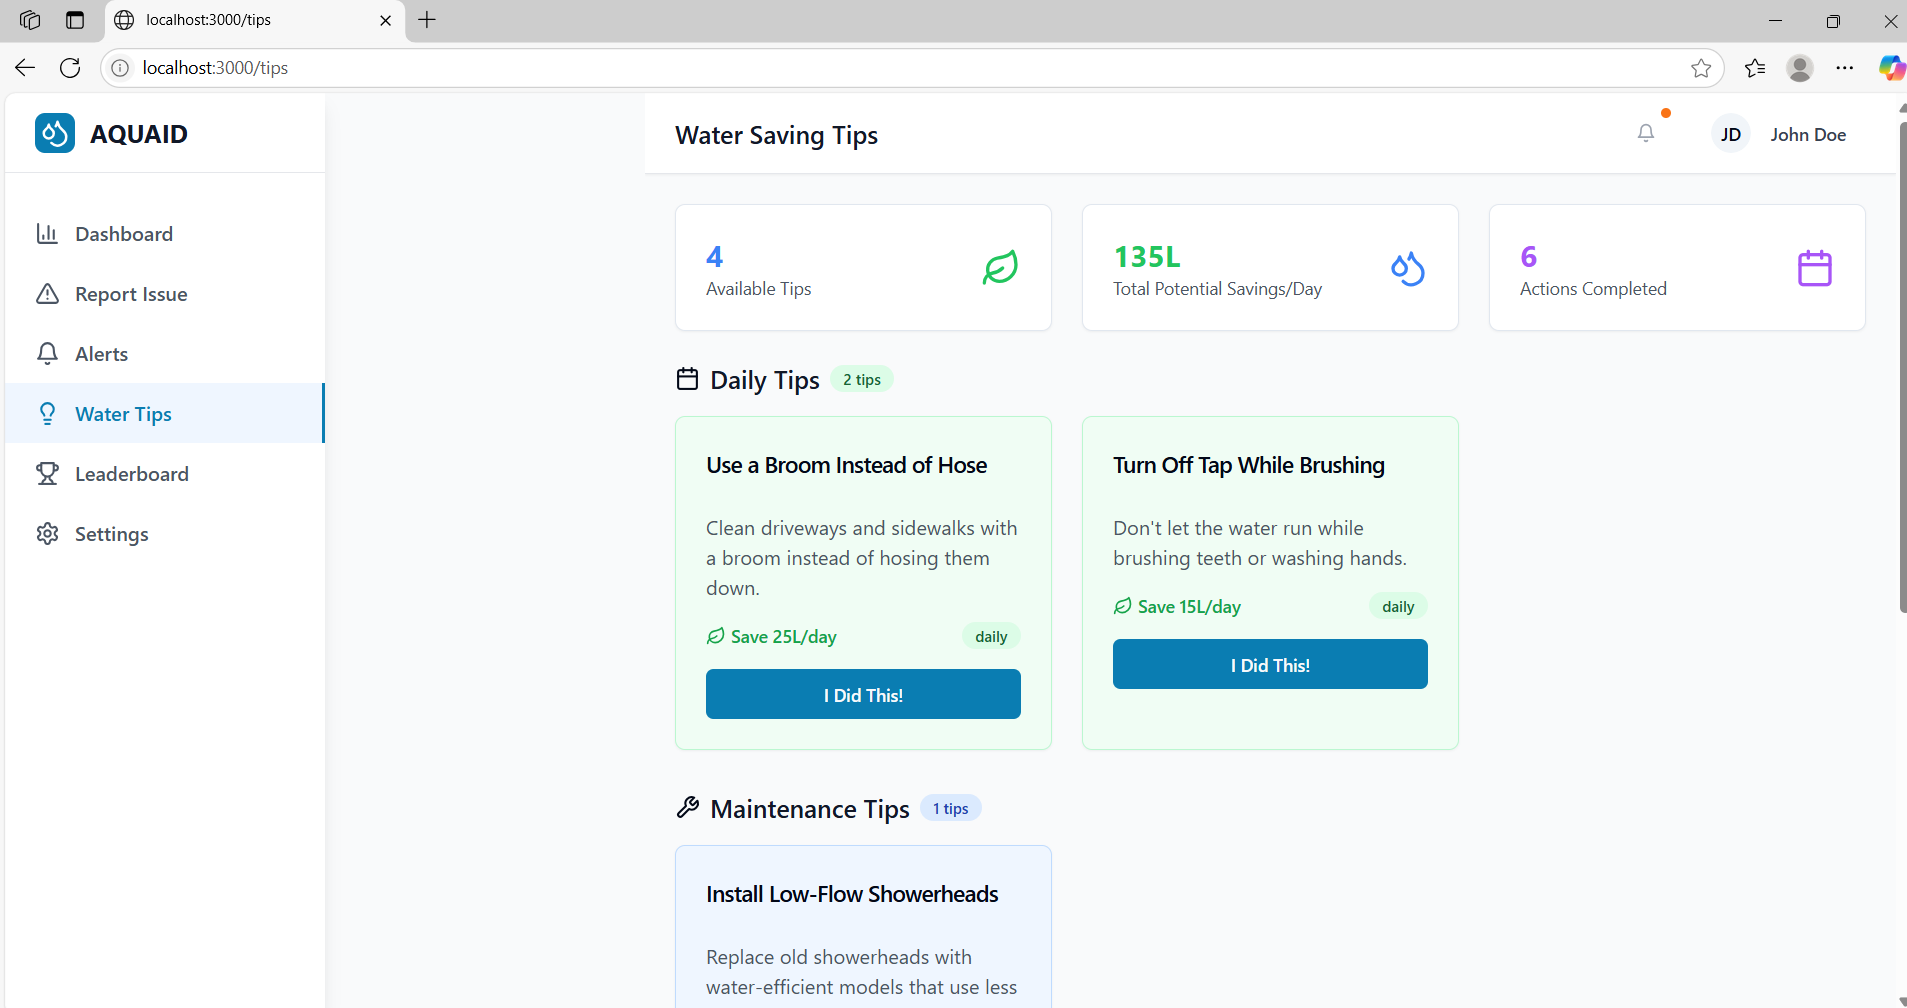 localhost:3000/tips
localhost:3000/tips
AQUAID
Dashboard
Report Issue
Alerts
Water Tips
Leaderboard
Settings
Water Saving Tips
JD
John Doe
4
Available Tips
135L
Total Potential Savings/Day
6
Actions Completed
Daily Tips
2 tips
Use a Broom Instead of Hose
Clean driveways and sidewalks with
a broom instead of hosing them
down.
Save 25L/day
daily
I Did This!
Turn Off Tap While Brushing
Don't let the water run while
brushing teeth or washing hands.
Save 15L/day
daily
I Did This!
Maintenance Tips
1 tips
Install Low-Flow Showerheads
Replace old showerheads with
water-efficient models that use less